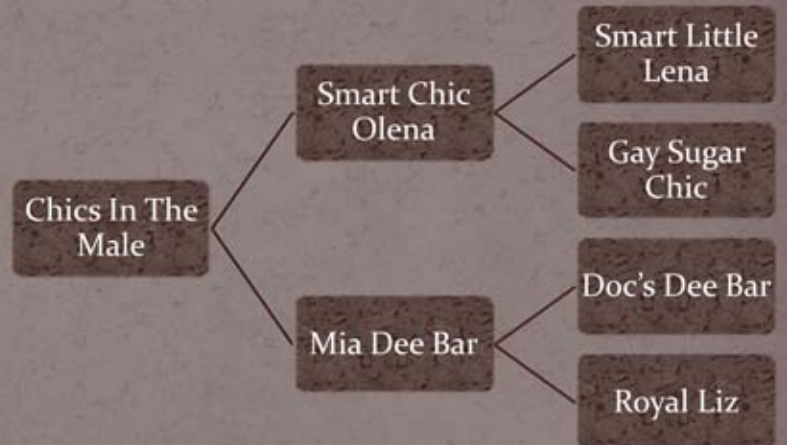 Chics In The
Male
Smart Chic
Olena
Mia Dee Bar
Smart Little
Lena
Gay Sugar
Chic
Doc's Dee Bar
Royal Liz